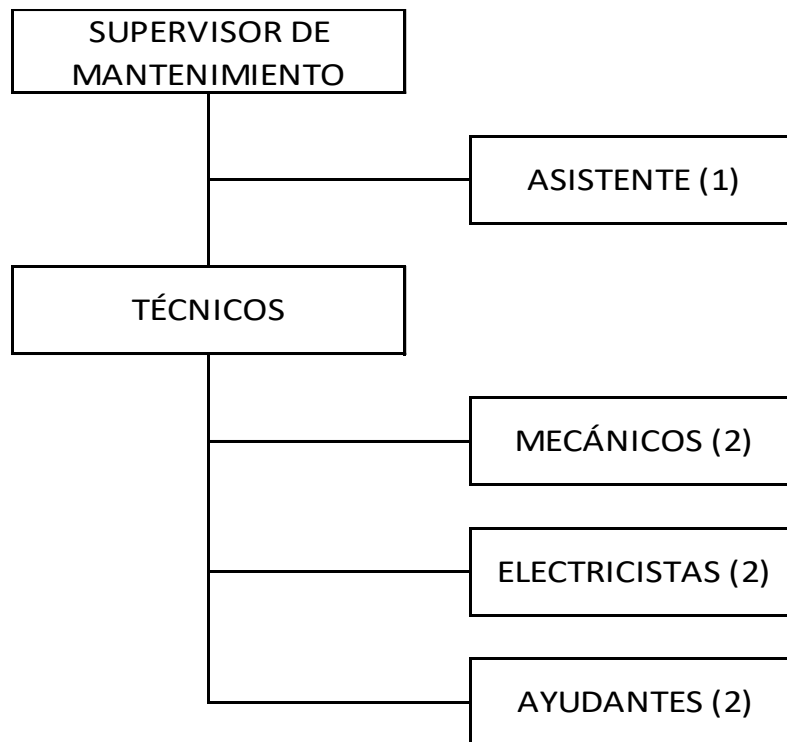 SUPERVISOR DE
MANTENIMIENTO
ASISTENTE (1)
TÉCNICOS
MECÁNICOS (2)
ELECTRICISTAS (2)
AYUDANTES (2)